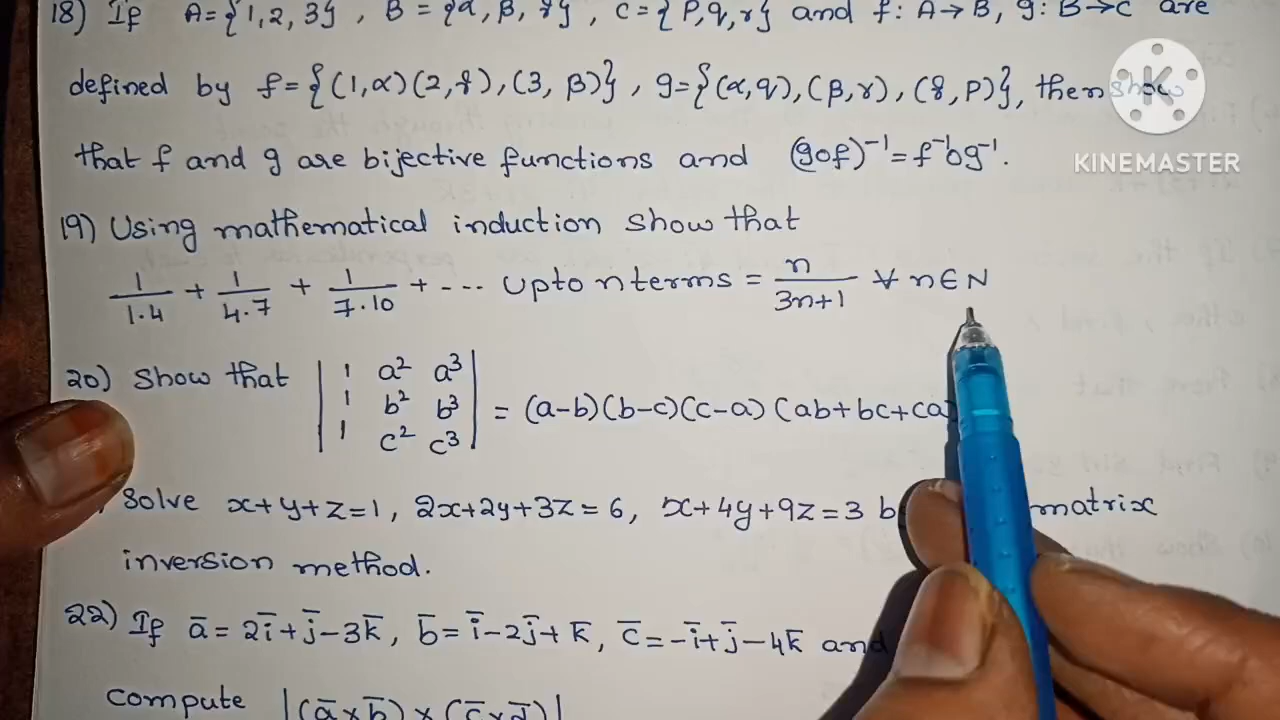 18) If A={1,2,3}, B={α,β,γ}, C={p,q,r} and f:A→B, g:B→C are
defined by f={(1,α)(2,γ),(3,β)}, g={(α,q),(β,r),(γ,p)}, then show
that f and g are bijective functions and (gof)⁻¹=f⁻¹og⁻¹.
KINEMASTER
19) Using mathematical induction show that
1/1.4 + 1/4.7 + 1/7.10 + ... upto n terms = n/3n+1 ∀ n∈N
20) Show that |1 a² a³
1 b² b³
1 c² c³| = (a-b)(b-c)(c-a)(ab+bc+ca)
Solve x+y+z=1, 2x+2y+3z=6, x+4y+9z=3 matrix
inversion method.
22) If a̅=2i̅+j̅-3k̅, b̅=i̅-2j̅+k̅, c̅=-i̅+j̅-4k̅ and
compute |(a̅×b̅)×(c̅×d̅)|